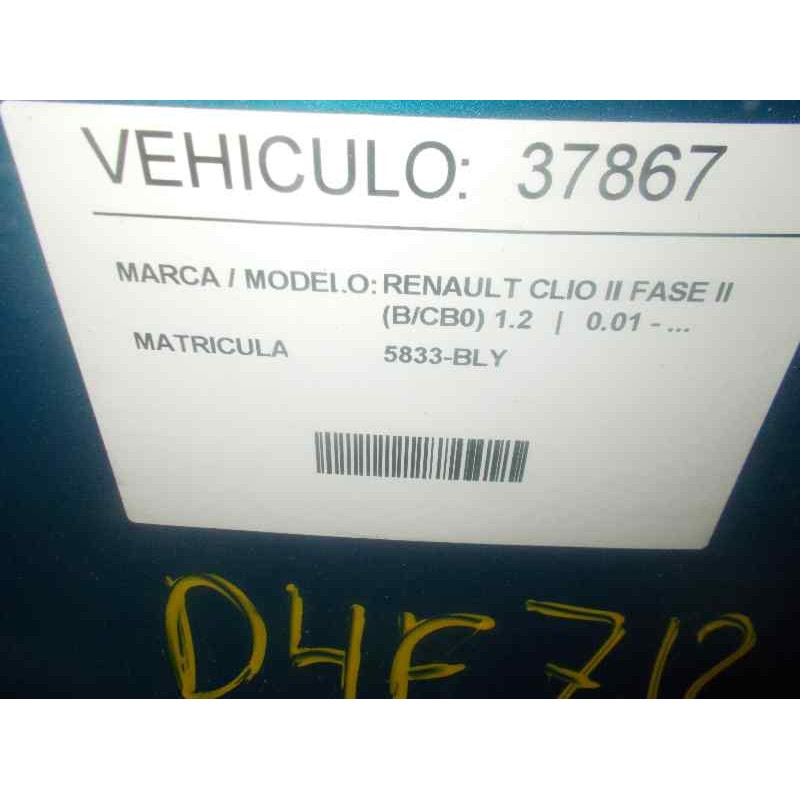 VEHICULO: 37867
MARCA / MODELO: RENAULT CLIO II FASE II
(B/CB0) 1.2 | 0.01 - ...
MATRICULA 5833-BLY
D4F 712